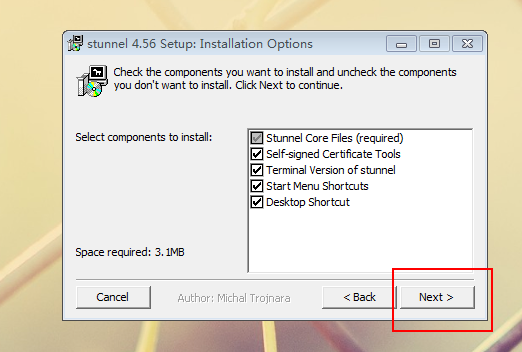 stunnel 4.56 Setup: Installation Options
Check the components you want to install and uncheck the components
you don't want to install. Click Next to continue.
Select components to install:
Stunnel Core Files (required)
Self-signed Certificate Tools
Terminal Version of stunnel
Start Menu Shortcuts
Desktop Shortcut
Space required: 3.1MB
Cancel
Author: Michal Trojnara
< Back
Next >